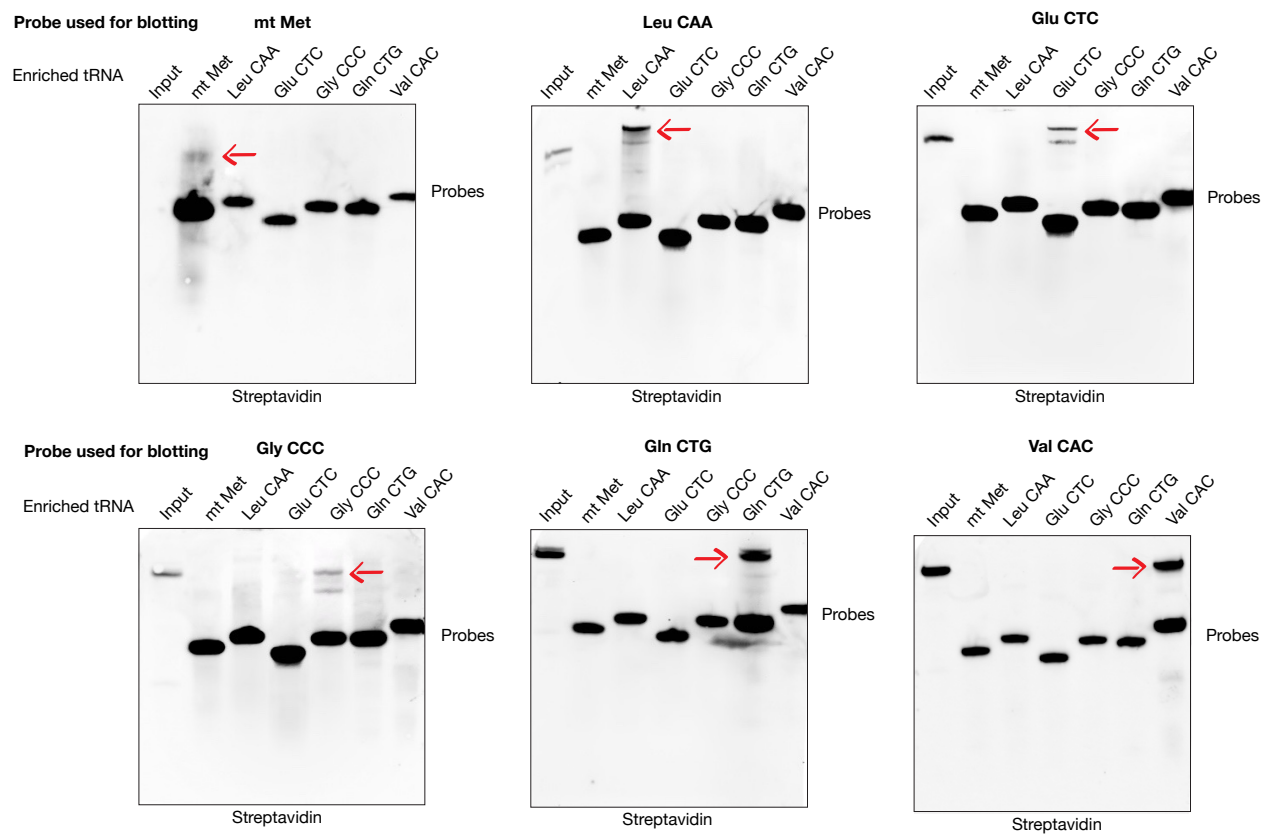 Probe used for blotting mt Met Leu CAA Glu CTC
Enriched tRNA Input mt Met Leu CAA Glu CTC Gly CCC Gln CTG Val CAC Input mt Met Leu CAA Glu CTC Gly CCC Gln CTG Val CAC Input mt Met Leu CAA Glu CTC Gly CCC Gln CTG Val CAC
Probes Probes Probes
Streptavidin Streptavidin Streptavidin
Probe used for blotting Gly CCC Gln CTG Val CAC
Enriched tRNA Input mt Met Leu CAA Glu CTC Gly CCC Gln CTG Val CAC Input mt Met Leu CAA Glu CTC Gly CCC Gln CTG Val CAC Input mt Met Leu CAA Glu CTC Gly CCC Gln CTG Val CAC
Probes Probes Probes
Streptavidin Streptavidin Streptavidin